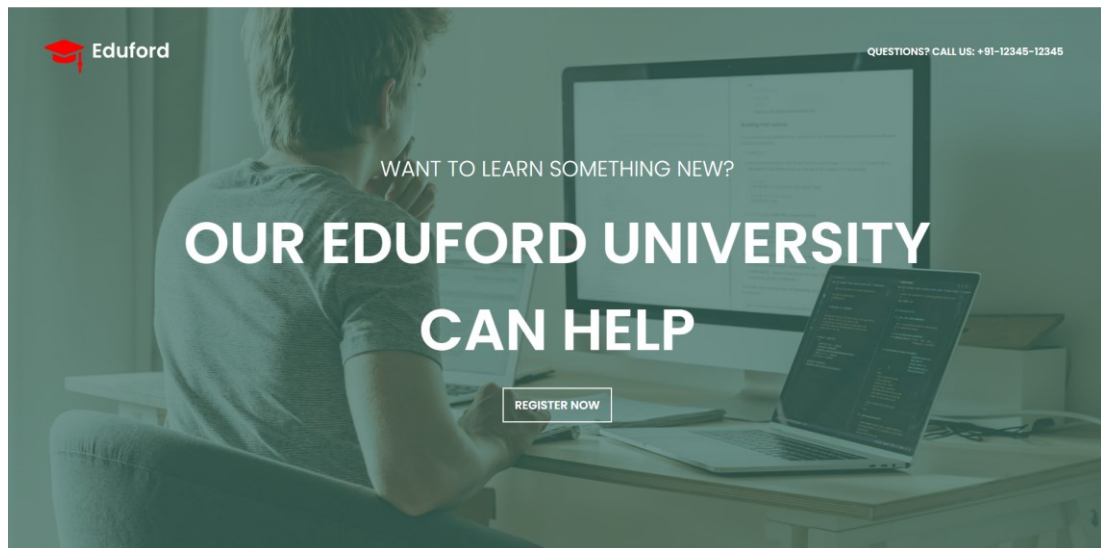 Eduford
QUESTIONS? CALL US: +91-12345-12345
WANT TO LEARN SOMETHING NEW?
OUR EDUFORD UNIVERSITY
CAN HELP
REGISTER NOW